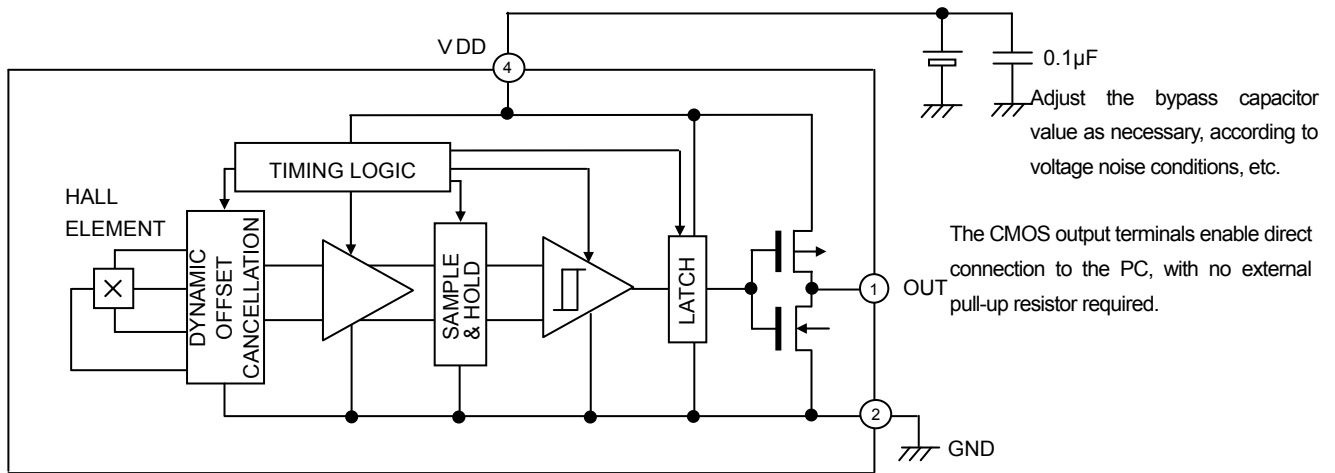 VDD
4
0.1µF
Adjust the bypass capacitor
value as necessary, according to
voltage noise conditions, etc.
TIMING LOGIC
HALL
ELEMENT
DYNAMIC
OFFSET
CANCELLATION
SAMPLE
& HOLD
LATCH
The CMOS output terminals enable direct
connection to the PC, with no external
pull-up resistor required.
1
OUT
2
GND